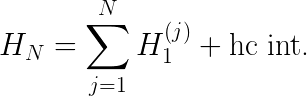 $H_N = \sum_{j=1}^{N} H_1^{(j)} + \text{hc int.}$